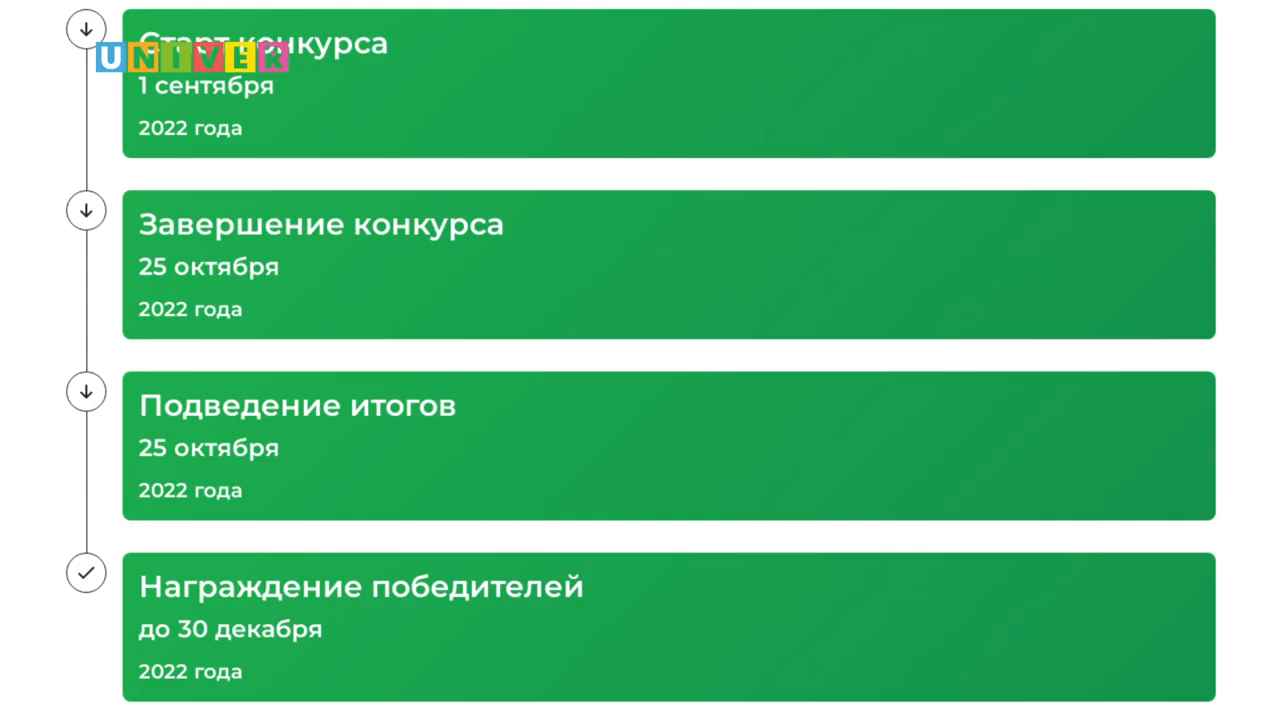 Старт конкурса
UNIVER
1 сентября
2022 года
Завершение конкурса
25 октября
2022 года
Подведение итогов
25 октября
2022 года
Награждение победителей
до 30 декабря
2022 года